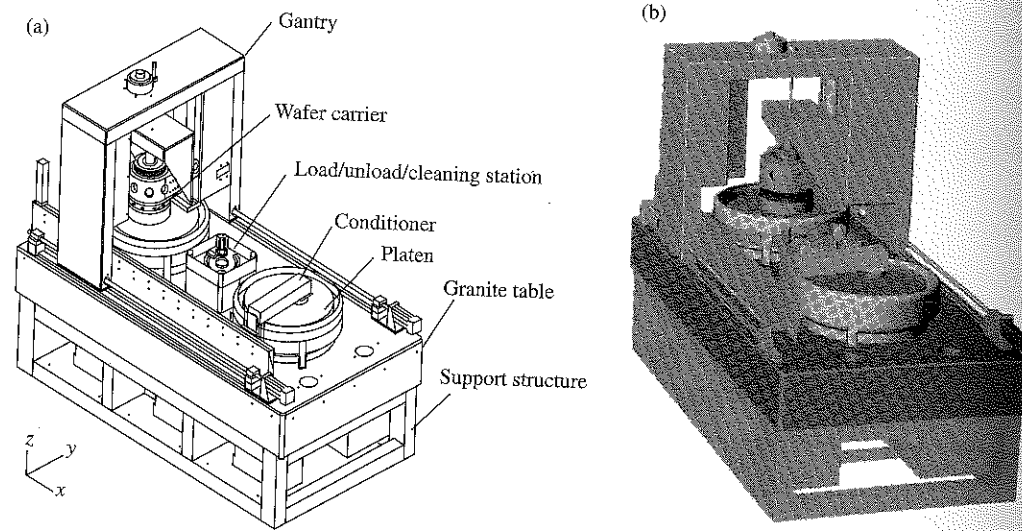 (a)
(b)
Gantry
Wafer carrier
Load/unload/cleaning station
Conditioner
Platen
Granite table
Support structure
z
y
x